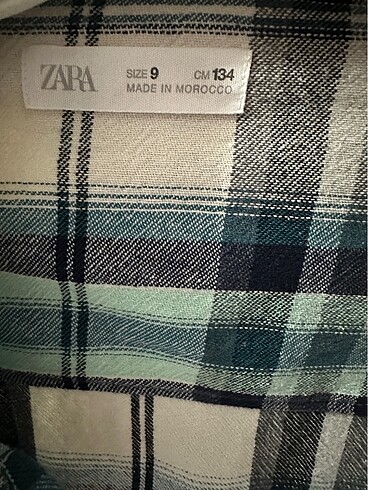 ZARA
SIZE 9 CM 134
MADE IN MOROCCO